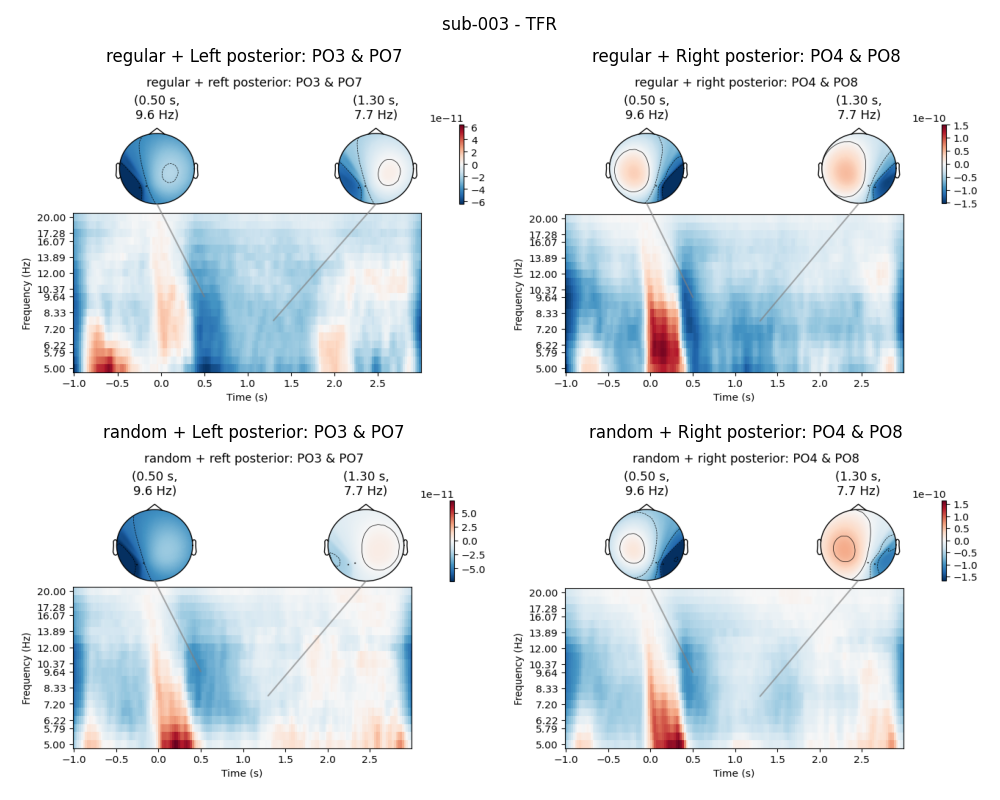 sub-003 - TFR
regular + Left posterior: PO3 & PO7
regular + reft posterior: PO3 & PO7
(0.50 s,
9.6 Hz)
(1.30 s,
7.7 Hz)
1e−11
6
4
2
0
−2
−4
−6
20.00
17.28
16.07
13.89
12.00
10.37
9.64
8.33
7.20
6.22
5.79
5.00
Frequency (Hz)
−1.0 −0.5 0.0 0.5 1.0 1.5 2.0 2.5
Time (s)
regular + Right posterior: PO4 & PO8
regular + right posterior: PO4 & PO8
(0.50 s,
9.6 Hz)
(1.30 s,
7.7 Hz)
1e−10
1.5
1.0
0.5
0.0
−0.5
−1.0
−1.5
20.00
17.28
16.07
13.89
12.00
10.37
9.64
8.33
7.20
6.22
5.79
5.00
Frequency (Hz)
−1.0 −0.5 0.0 0.5 1.0 1.5 2.0 2.5
Time (s)
random + Left posterior: PO3 & PO7
random + reft posterior: PO3 & PO7
(0.50 s,
9.6 Hz)
(1.30 s,
7.7 Hz)
1e−11
5.0
2.5
0.0
−2.5
−5.0
20.00
17.28
16.07
13.89
12.00
10.37
9.64
8.33
7.20
6.22
5.79
5.00
Frequency (Hz)
−1.0 −0.5 0.0 0.5 1.0 1.5 2.0 2.5
Time (s)
random + Right posterior: PO4 & PO8
random + right posterior: PO4 & PO8
(0.50 s,
9.6 Hz)
(1.30 s,
7.7 Hz)
1e−10
1.5
1.0
0.5
0.0
−0.5
−1.0
−1.5
20.00
17.28
16.07
13.89
12.00
10.37
9.64
8.33
7.20
6.22
5.79
5.00
Frequency (Hz)
−1.0 −0.5 0.0 0.5 1.0 1.5 2.0 2.5
Time (s)